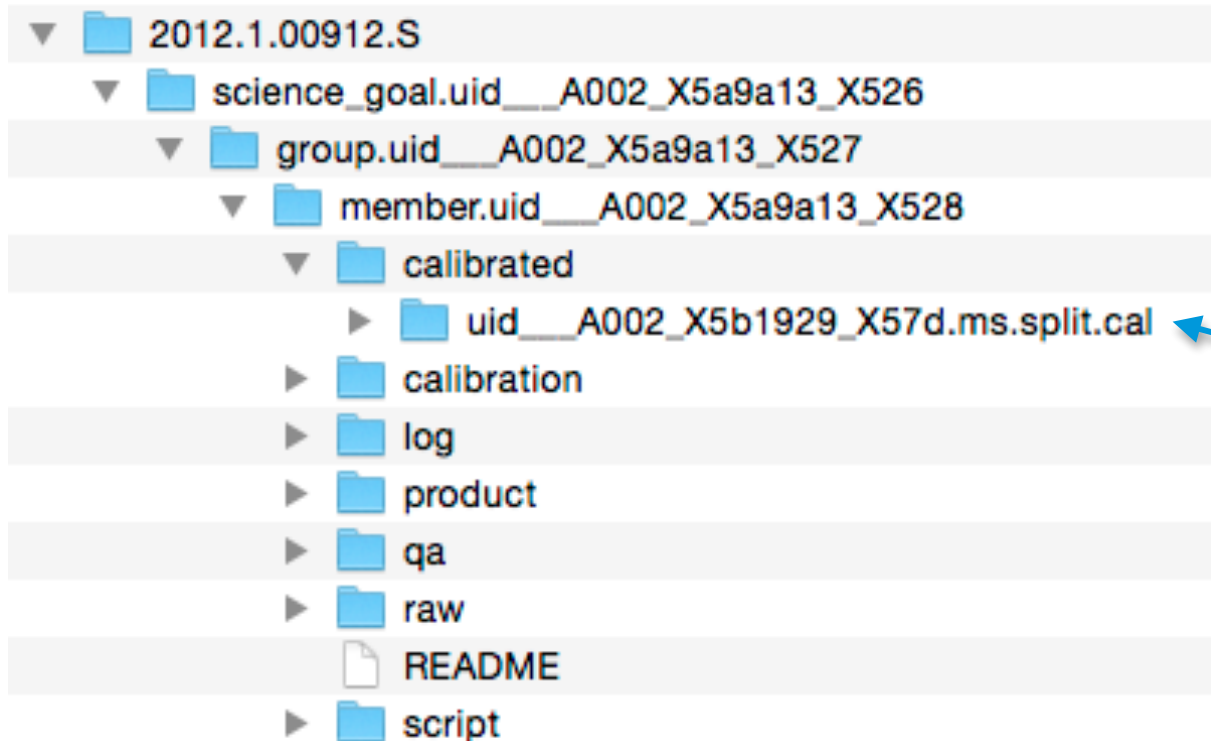 2012.1.00912.S
science_goal.uid___A002_X5a9a13_X526
group.uid___A002_X5a9a13_X527
member.uid___A002_X5a9a13_X528
calibrated
uid___A002_X5b1929_X57d.ms.split.cal
calibration
log
product
qa
raw
README
script